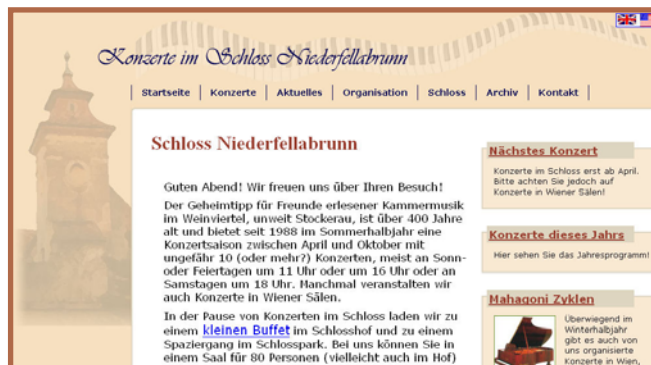 Konzerte im Schloss Niederfellabrunn
Startseite | Konzerte | Aktuelles | Organisation | Schloss | Archiv | Kontakt |
Schloss Niederfellabrunn
Guten Abend! Wir freuen uns über Ihren Besuch!
Der Geheimtipp für Freunde erlesener Kammermusik
im Weinviertel, unweit Stockerau, ist über 400 Jahre
alt und bietet seit 1988 im Sommerhalbjahr eine
Konzertsaison zwischen April und Oktober mit
ungefähr 10 (oder mehr?) Konzerten, meist an Sonn-
oder Feiertagen um 11 Uhr oder um 16 Uhr oder an
Samstagen um 18 Uhr. Manchmal veranstalten wir
auch Konzerte in Wiener Sälen.
In der Pause von Konzerten im Schloss laden wir zu
einem kleinen Buffet im Schlosshof und zu einem
Spaziergang im Schlosspark. Bei uns können Sie in
einem Saal für 80 Personen (vielleicht auch im Hof)
Nächstes Konzert
Konzerte im Schloss erst ab April.
Bitte achten Sie jedoch auf
Konzerte in Wiener Sälen!
Konzerte dieses Jahrs
Hier sehen Sie das Jahresprogramm!
Mahagoni Zyklen
Überwiegend im
Winterhalbjahr
gibt es auch von
uns organisierte
Konzerte in Wien,